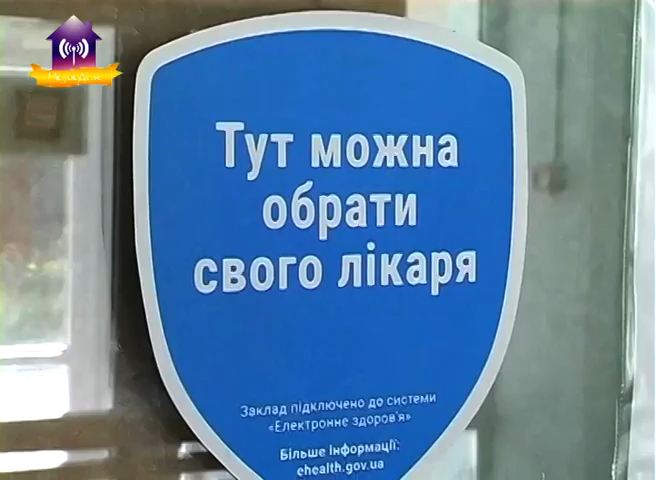 Тут можна
обрати
свого лікаря
Заклад підключено до системи
«Електронне здоров'я»
Більше інформації:
ehealth.gov.ua